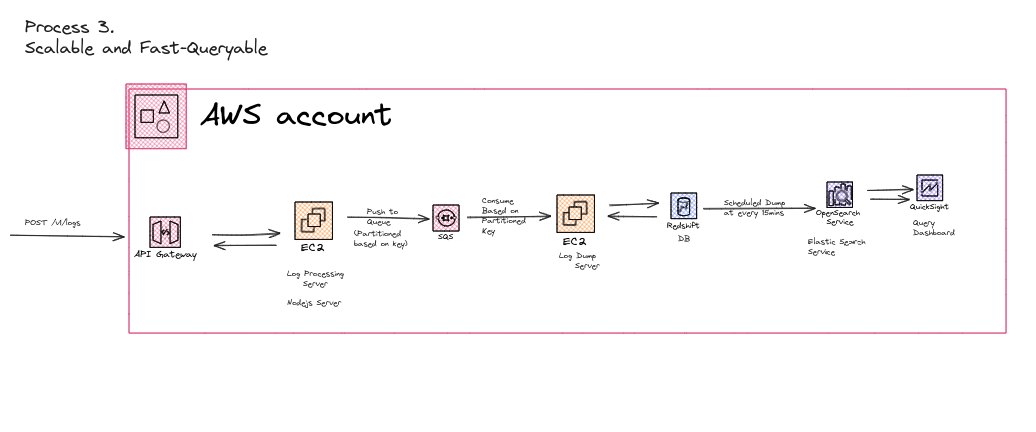 Process 3.
Scalable and Fast-Queryable
AWS account
POST /v1/logs
API Gateway
EC2
Log Processing
Server
Nodejs Server
Push to
Queue
(Partitioned
based on key)
SQS
Consume
Based on
Partitioned
Key
EC2
Log Dump
Server
Redshift
DB
Scheduled Dump
at every 15mins
OpenSearch
Service
Elastic Search
Service
QuickSight
Query
Dashboard